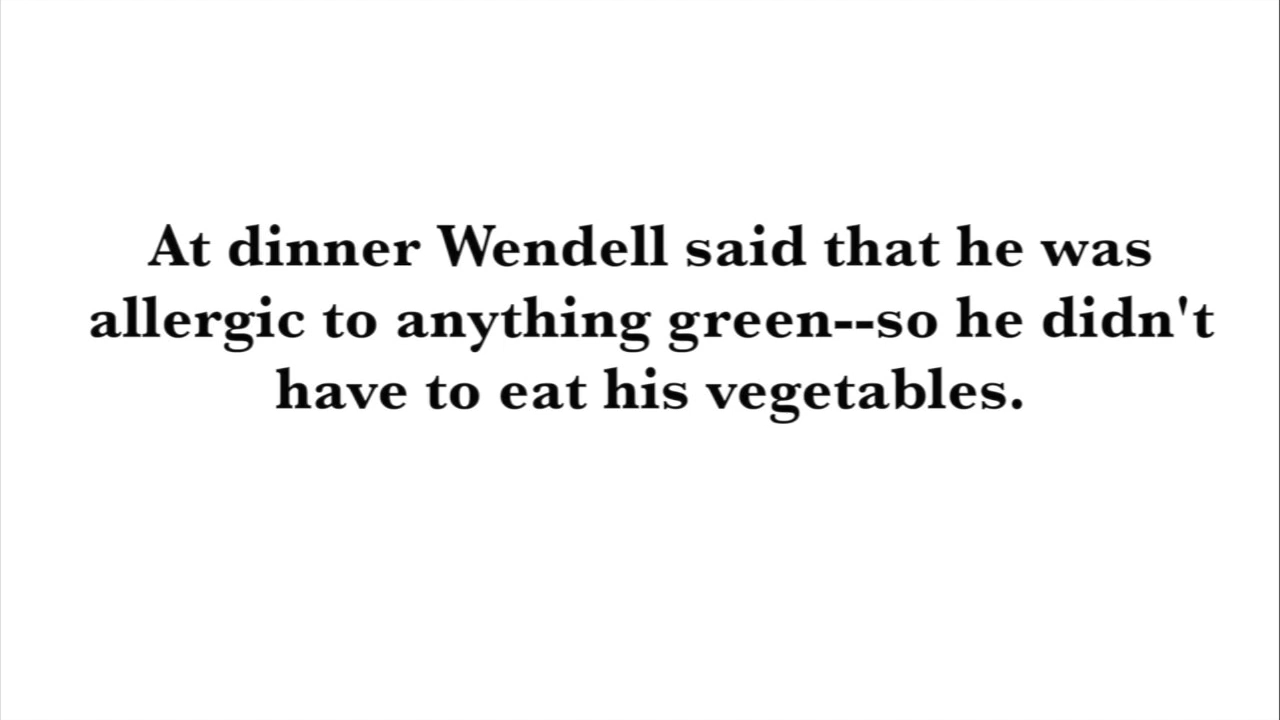 At dinner Wendell said that he was
allergic to anything green--so he didn't
have to eat his vegetables.